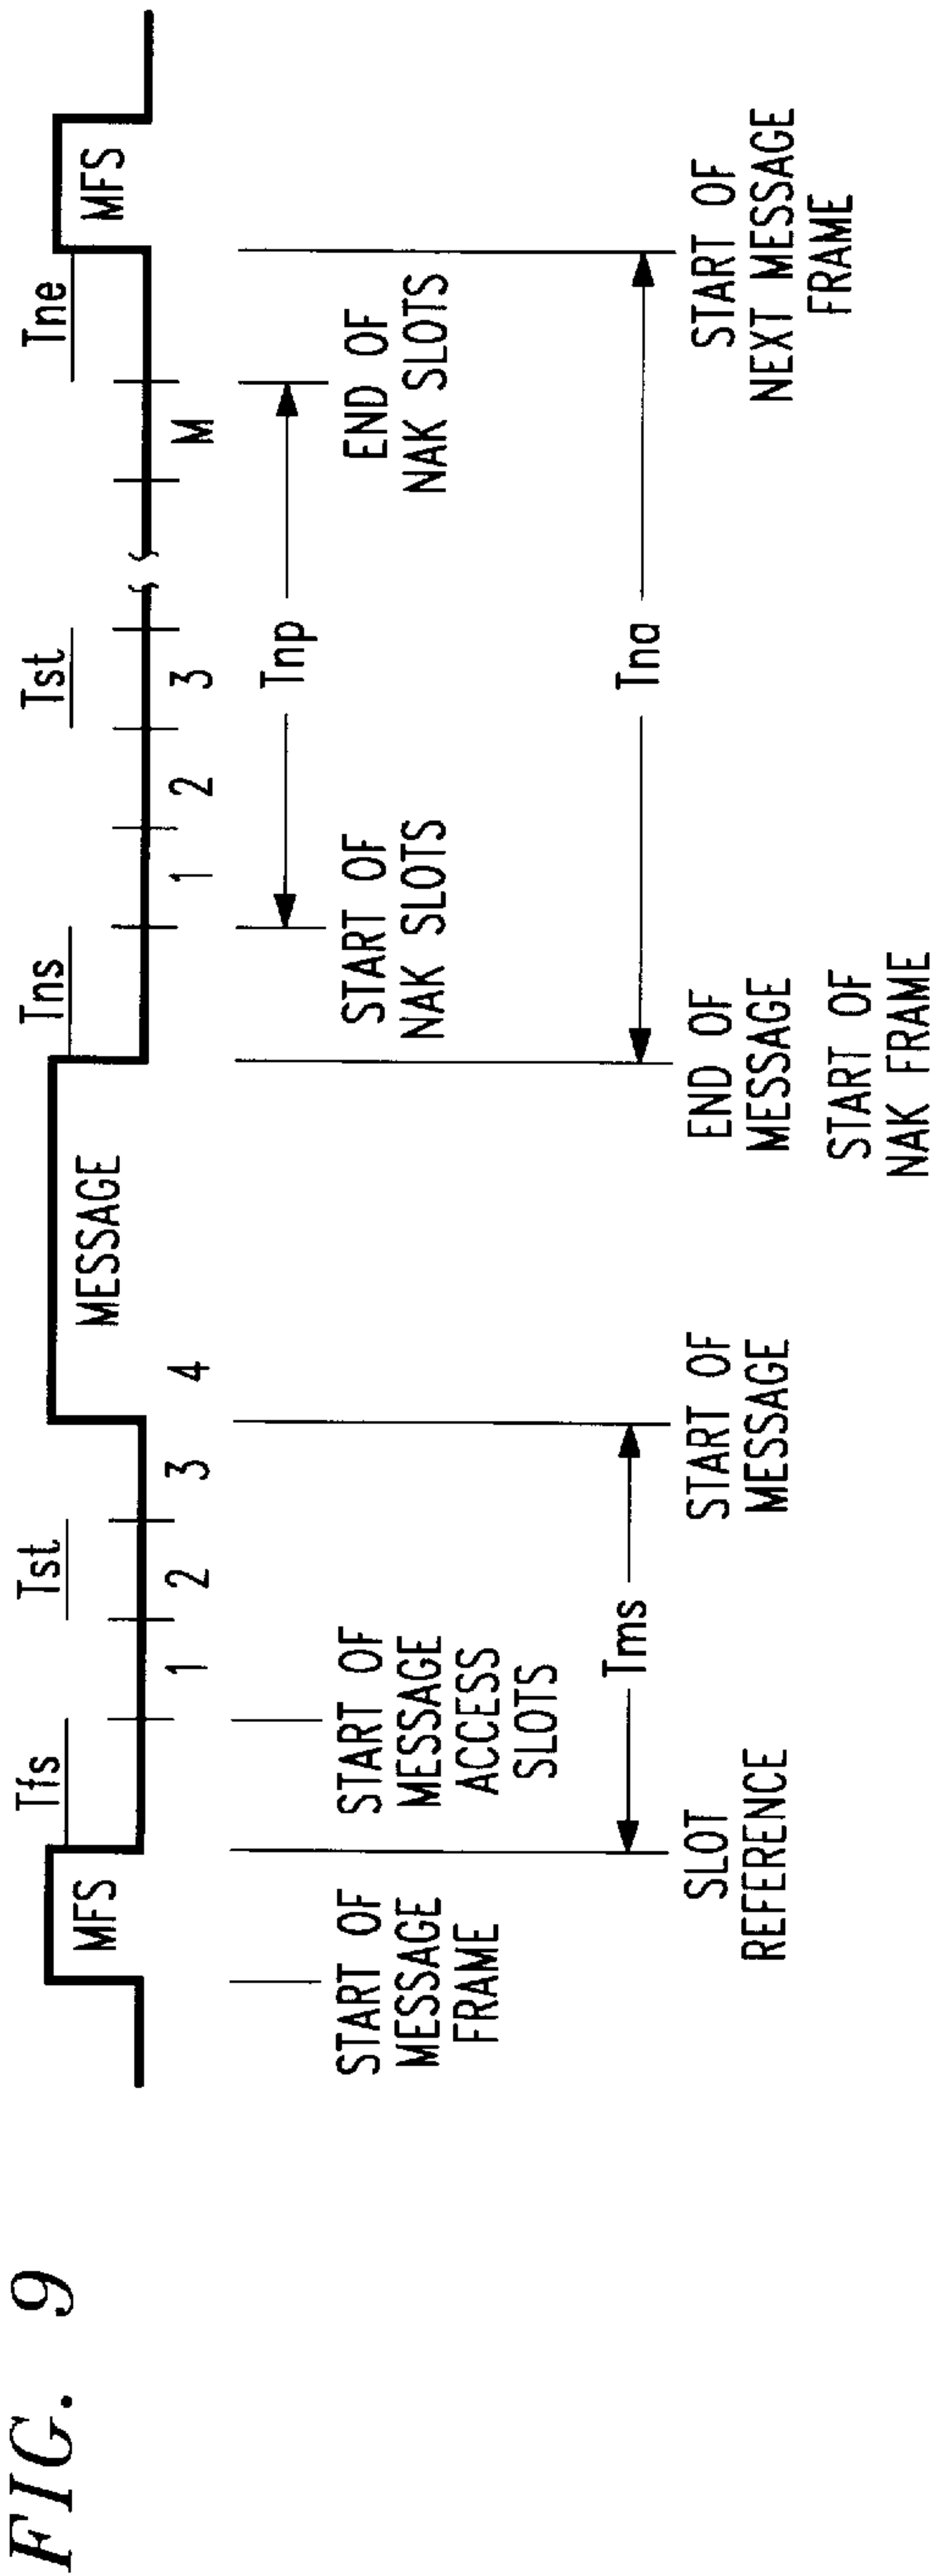 FIG. 9
MFS
Tfs
1
Tst
2
3
4
MESSAGE
Tns
1
2
Tst
3
M
Tne
MFS
START OF
MESSAGE
FRAME
START OF
MESSAGE
ACCESS
SLOTS
START OF
NAK SLOTS
Tnp
END OF
NAK SLOTS
Tms
Tna
SLOT
REFERENCE
START OF
MESSAGE
END OF
MESSAGE
START OF
NAK FRAME
START OF
NEXT MESSAGE
FRAME